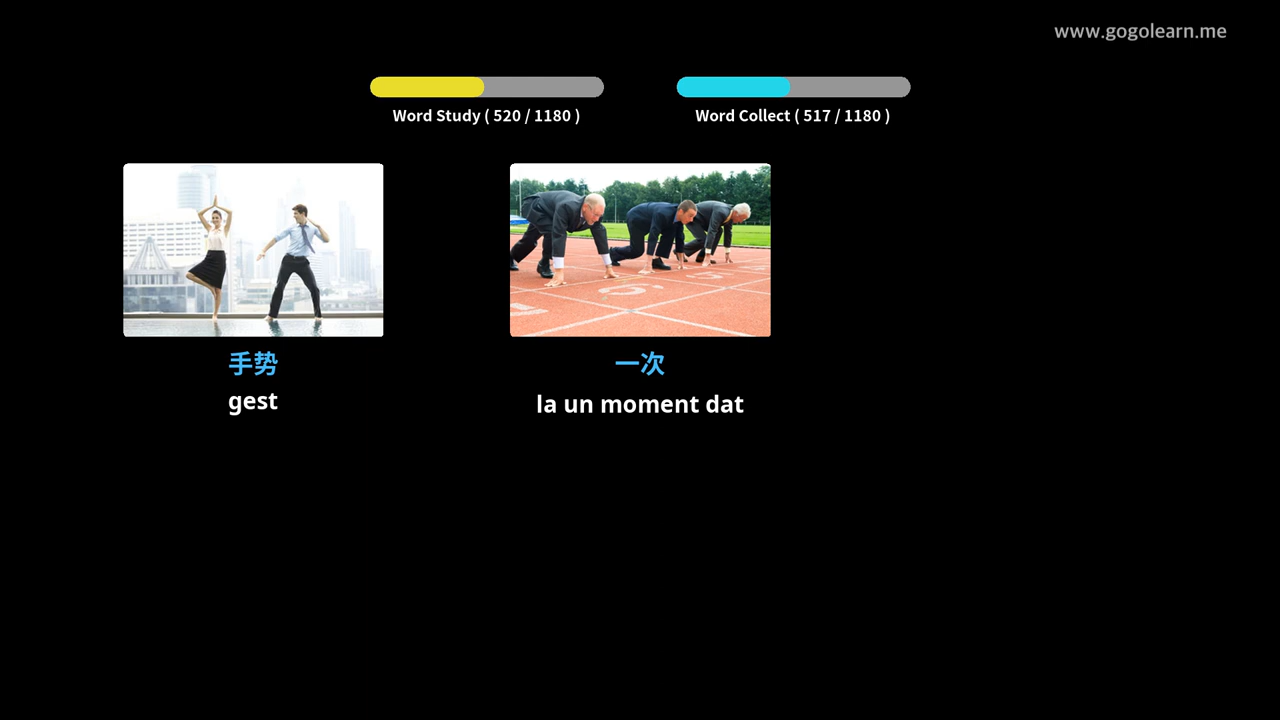 www.gogolearn.me
Word Study ( 520 / 1180 )
Word Collect ( 517 / 1180 )
手势
gest
一次
la un moment dat